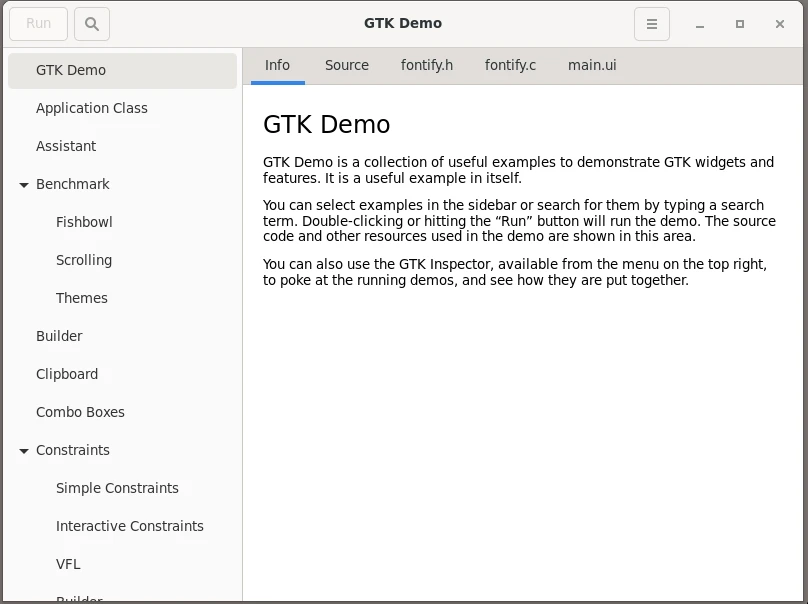 Run
GTK Demo
GTK Demo
Application Class
Assistant
Benchmark
Fishbowl
Scrolling
Themes
Builder
Clipboard
Combo Boxes
Constraints
Simple Constraints
Interactive Constraints
VFL
Builder
Info Source fontify.h fontify.c main.ui
GTK Demo
GTK Demo is a collection of useful examples to demonstrate GTK widgets and
features. It is a useful example in itself.
You can select examples in the sidebar or search for them by typing a search
term. Double-clicking or hitting the “Run” button will run the demo. The source
code and other resources used in the demo are shown in this area.
You can also use the GTK Inspector, available from the menu on the top right,
to poke at the running demos, and see how they are put together.